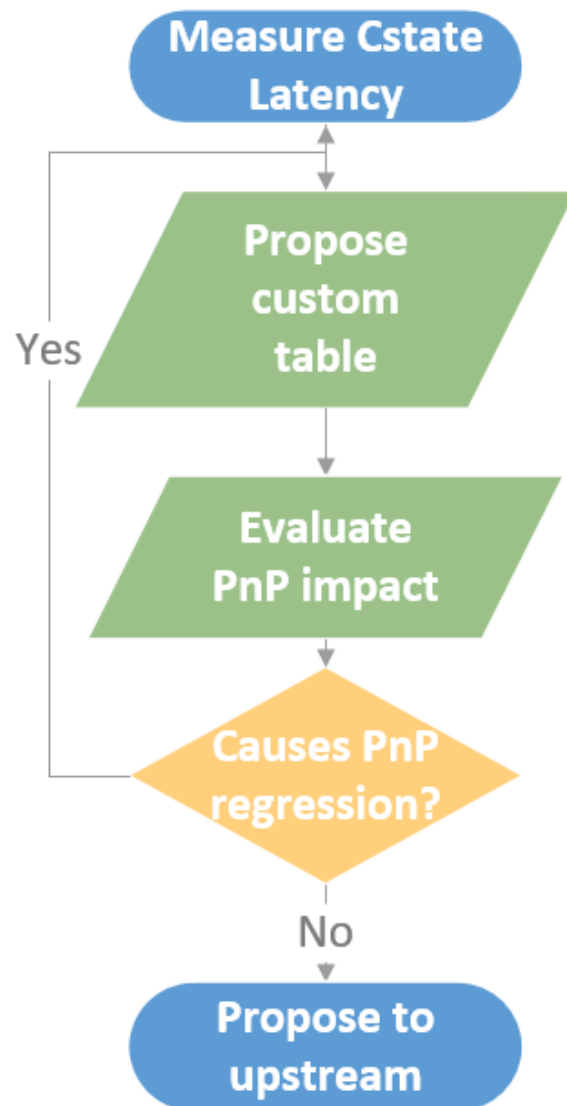 Measure Cstate
Latency
Propose
custom
table
Yes
Evaluate
PnP impact
Causes PnP
regression?
No
Propose to
upstream